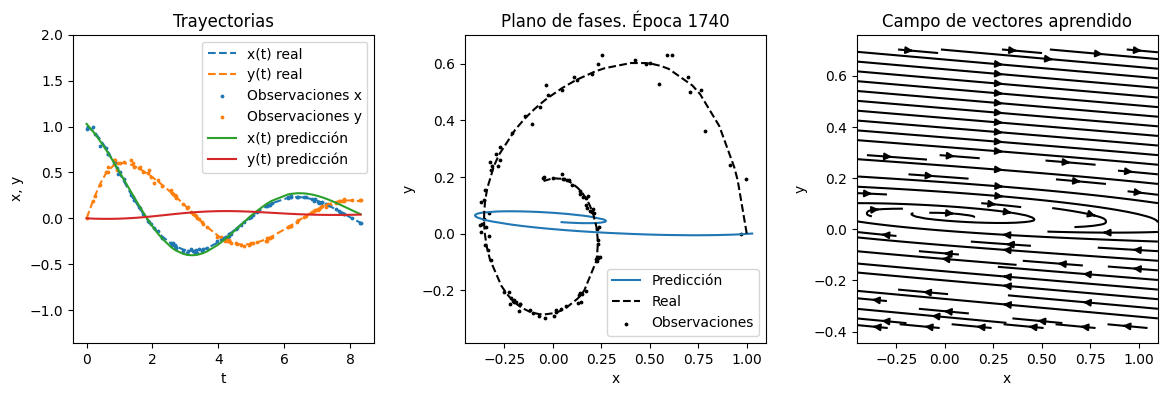 Trayectorias
2.0
1.5
1.0
0.5
0.0
−0.5
−1.0
x, y
0
2
4
6
8
t
x(t) real
y(t) real
Observaciones x
Observaciones y
x(t) predicción
y(t) predicción
Plano de fases. Época 1740
0.6
0.4
0.2
0.0
−0.2
y
−0.25
0.00
0.25
0.50
0.75
1.00
x
Predicción
Real
Observaciones
Campo de vectores aprendido
0.6
0.4
0.2
0.0
−0.2
−0.4
y
−0.25
0.00
0.25
0.50
0.75
1.00
x